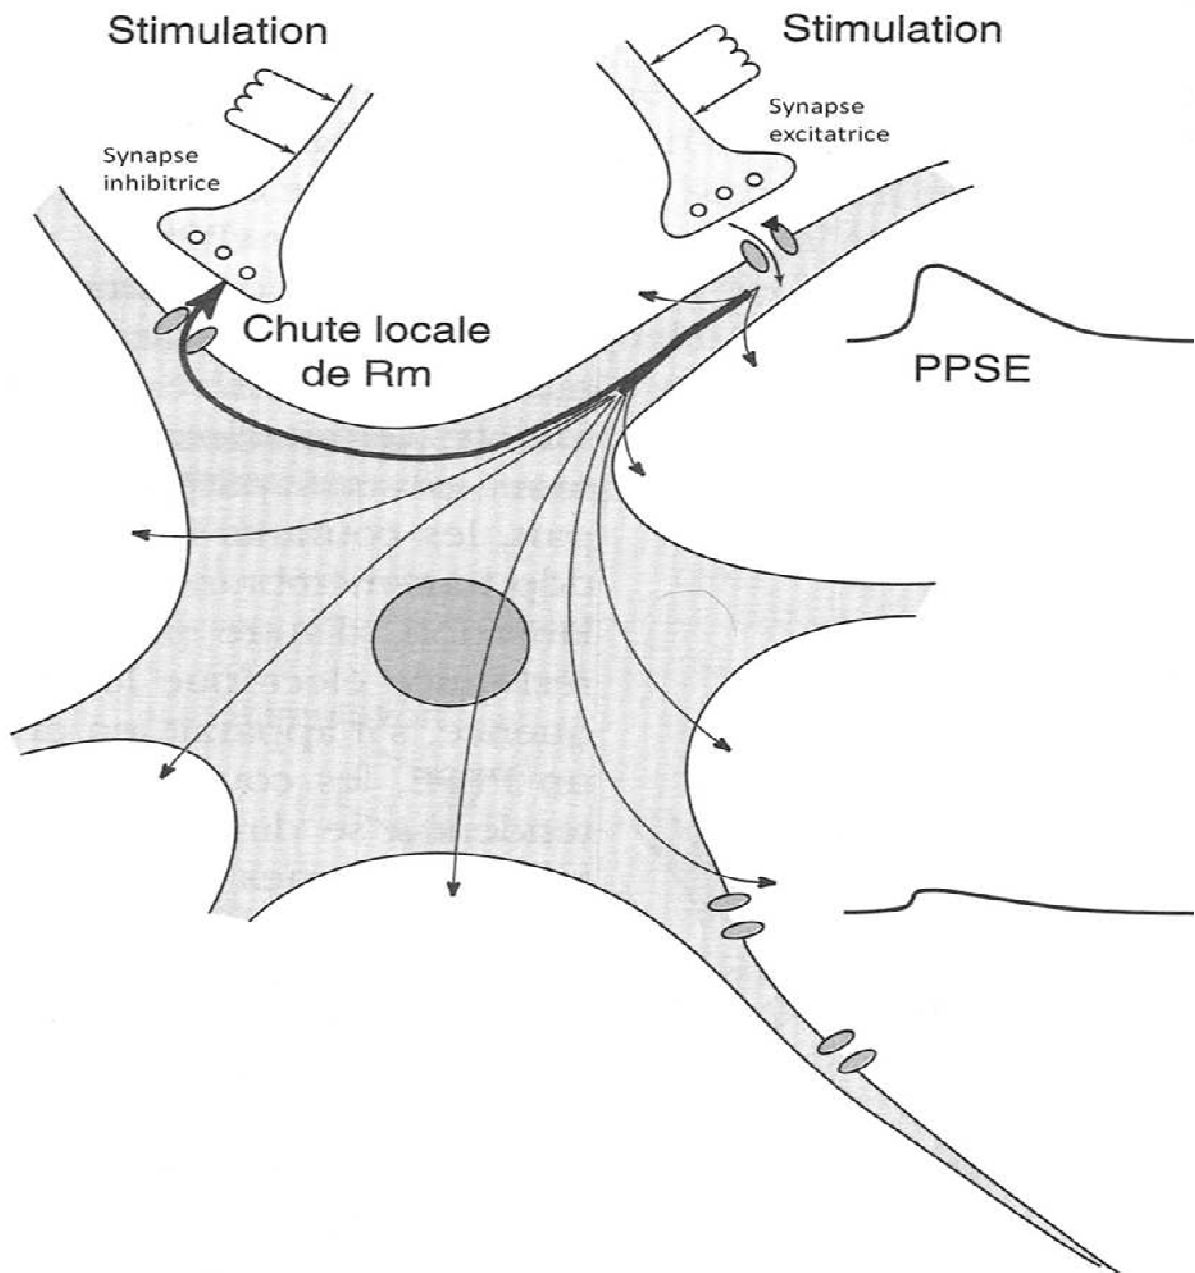 Stimulation
Stimulation
Synapse
excitatrice
Synapse
inhibitrice
Chute locale
de Rm
PPSE